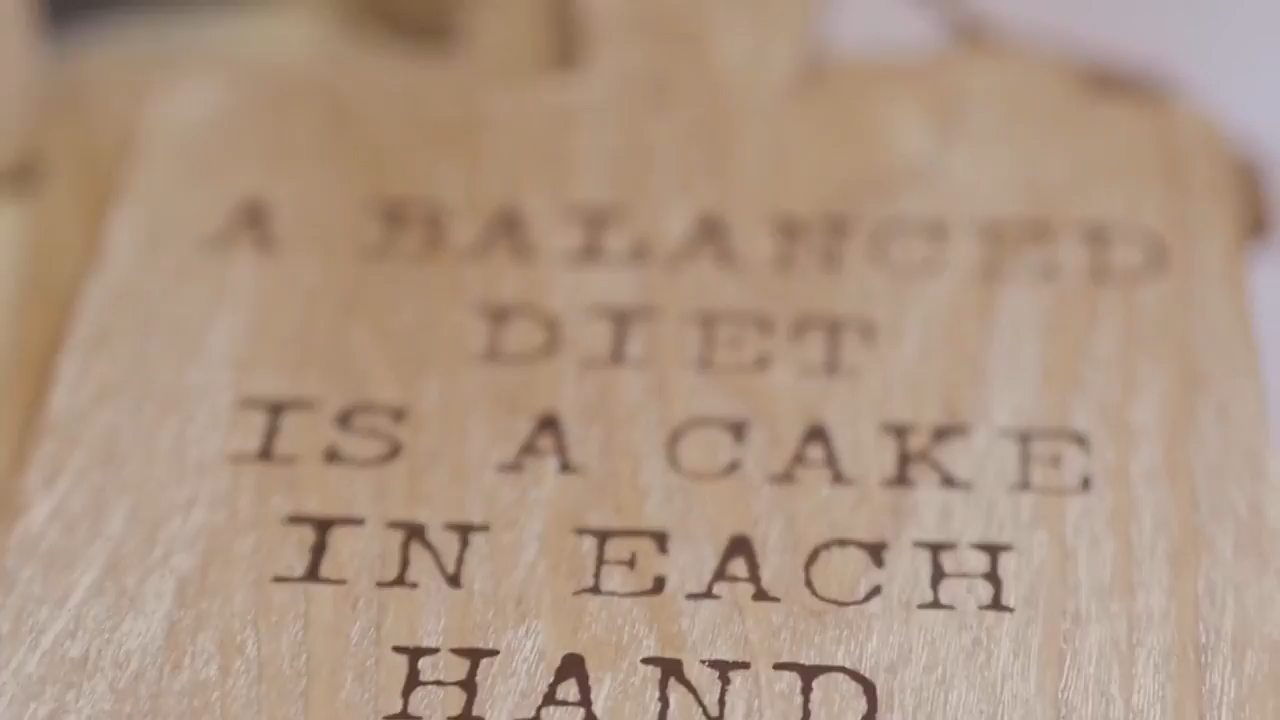 A BALANCED
DIET
IS A CAKE
IN EACH
HAND